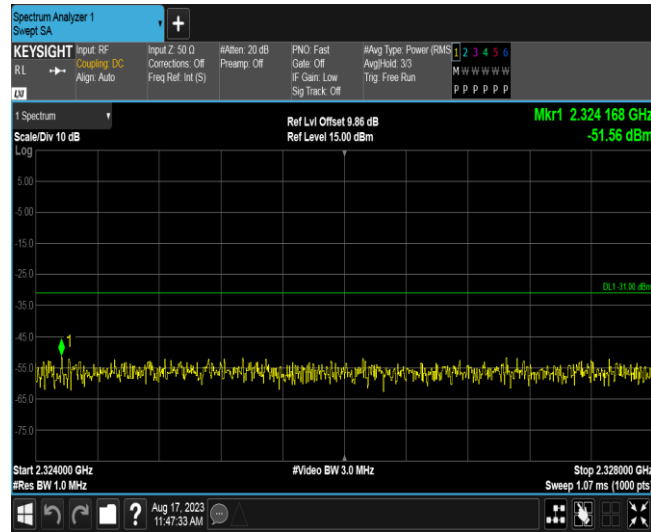 Spectrum Analyzer 1
Swept SA
+
KEYSIGHT
RL
LXI
Input: RF
Coupling: DC
Align: Auto
Input Z: 50 Ω
Corrections: Off
Freq Ref: Int (S)
#Atten: 20 dB
Preamp: Off
PNO: Fast
Gate: Off
IF Gain: Low
Sig Track: Off
#Avg Type: Power (RMS
Avg|Hold: 3/3
Trig: Free Run
1 2 3 4 5 6
M W W W W W
P P P P P P
1 Spectrum
Scale/Div 10 dB
Log
Ref Lvl Offset 9.86 dB
Ref Level 15.00 dBm
Mkr1 2.324 168 GHz
-51.56 dBm
5.00
-5.00
-15.0
-25.0
DL1 -31.00 dBm
-35.0
-45.0
1
-55.0
-65.0
-75.0
Start 2.324000 GHz
#Res BW 1.0 MHz
#Video BW 3.0 MHz
Stop 2.328000 GHz
Sweep 1.07 ms (1000 pts)
?
Aug 17, 2023
11:47:33 AM